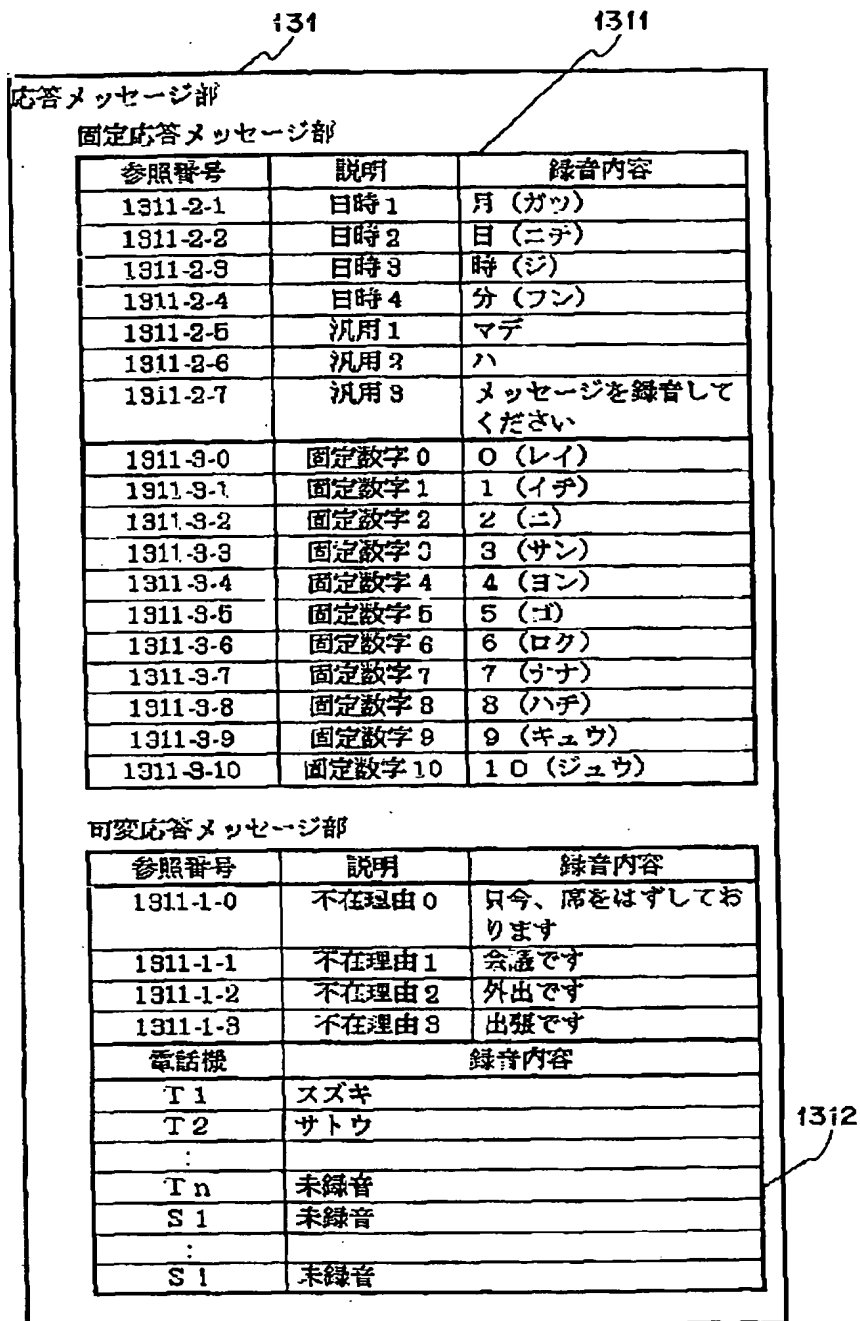 131 1311
応答メッセージ部
固定応答メッセージ部
参照番号 説明 録音内容
1311-2-1 日時1 月(ガツ)
1311-2-2 日時2 日(ニチ)
1311-2-3 日時3 時(ジ)
1311-2-4 日時4 分(フン)
1311-2-5 汎用1 マデ
1311-2-6 汎用2 ハ
1311-2-7 汎用3 メッセージを録音して
ください
1311-3-0 固定数字0 0(レイ)
1311-3-1 固定数字1 1(イチ)
1311-3-2 固定数字2 2(ニ)
1311-3-3 固定数字3 3(サン)
1311-3-4 固定数字4 4(ヨン)
1311-3-5 固定数字5 5(ゴ)
1311-3-6 固定数字6 6(ロク)
1311-3-7 固定数字7 7(ナナ)
1311-3-8 固定数字8 8(ハチ)
1311-3-9 固定数字9 9(キュウ)
1311-3-10 固定数字10 10(ジュウ)
可変応答メッセージ部
参照番号 説明 録音内容
1311-1-0 不在理由0 只今、席をはずしてお
ります
1311-1-1 不在理由1 会議です
1311-1-2 不在理由2 外出です
1311-1-3 不在理由3 出張です
電話機 録音内容
T1 スズキ
T2 サトウ
:
Tn 未録音
S1 未録音
:
S1 未録音
1312